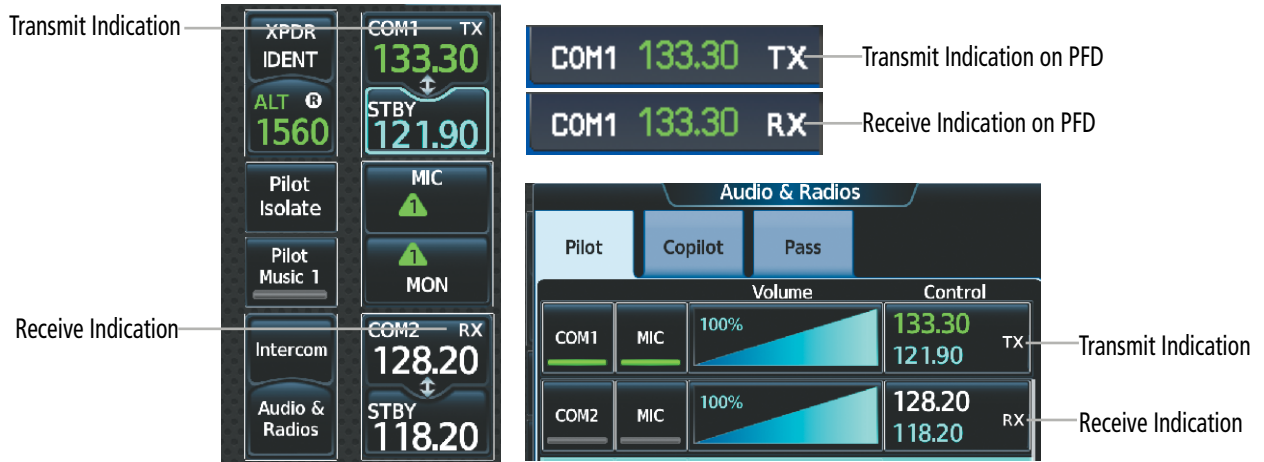 Transmit Indication
XPDR
IDENT
ALT R
1560
COM1 TX
133.30
STBY
121.90
Pilot
Isolate
MIC
1
Pilot
Music 1
1
MON
Receive Indication
Intercom
COM2 RX
128.20
Audio &
Radios
STBY
118.20
COM1 133.30 TX
Transmit Indication on PFD
COM1 133.30 RX
Receive Indication on PFD
Audio & Radios
Pilot Copilot Pass
Volume Control
COM1 MIC 100% 133.30 TX
121.90
Transmit Indication
COM2 MIC 100% 128.20 RX
118.20
Receive Indication